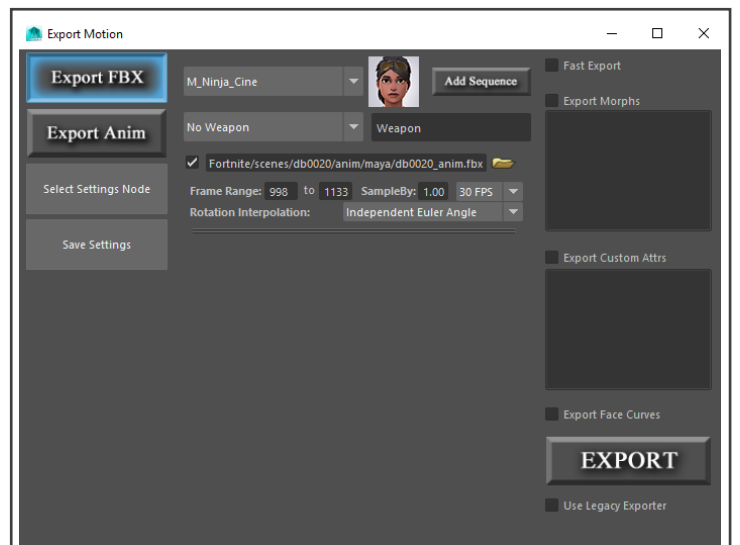 Export Motion
Export FBX
Export Anim
Select Settings Node
Save Settings
M_Ninja_Cine
Add Sequence
No Weapon
Weapon
Fortnite/scenes/db0020/anim/maya/db0020_anim.fbx
Frame Range: 998 to 1133 SampleBy: 1.00 30 FPS
Rotation Interpolation: Independent Euler Angle
Fast Export
Export Morphs
Export Custom Attrs
Export Face Curves
EXPORT
Use Legacy Exporter